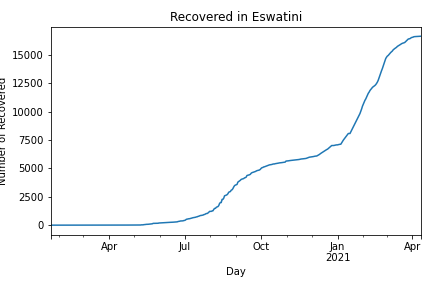 Recovered in Eswatini
Number of Recovered
15000
12500
10000
7500
5000
2500
0
Apr
Jul
Oct
Jan
2021
Apr
Day